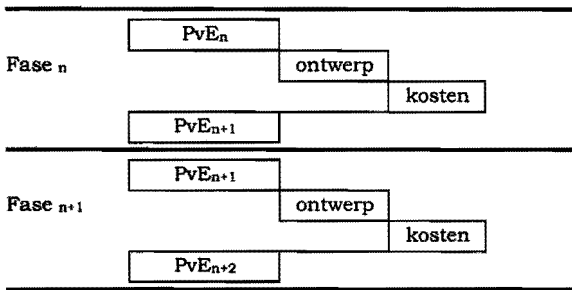 PvEn
Fase n
ontwerp
kosten
PvEn+1
PvEn+1
Fase n+1
ontwerp
kosten
PvEn+2